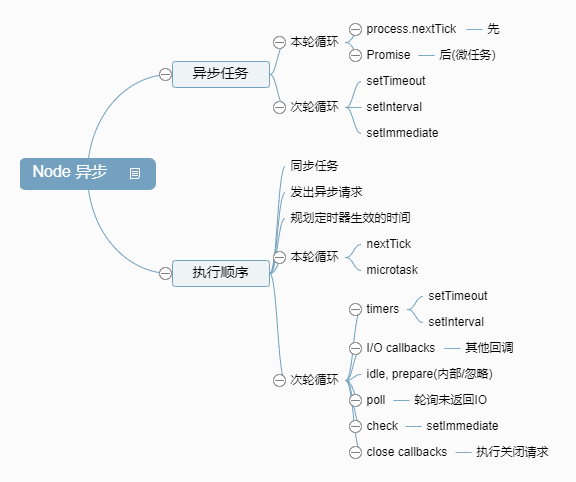 Node 异步
异步任务
本轮循环
process.nextTick
先
Promise
后(微任务)
次轮循环
setTimeout
setInterval
setImmediate
执行顺序
同步任务
发出异步请求
规划定时器生效的时间
本轮循环
nextTick
microtask
次轮循环
timers
setTimeout
setInterval
I/O callbacks
其他回调
idle, prepare(内部/忽略)
poll
轮询未返回IO
check
setImmediate
close callbacks
执行关闭请求